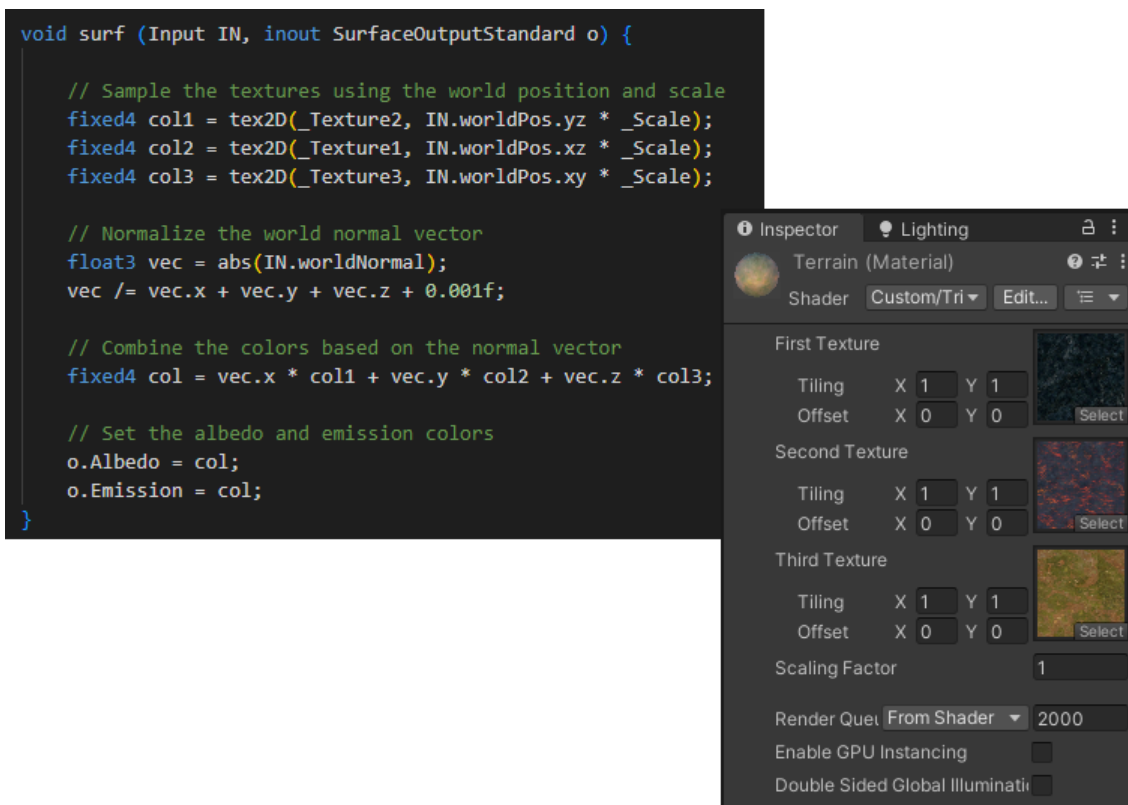 void surf (Input IN, inout SurfaceOutputStandard o) {
// Sample the textures using the world position and scale
fixed4 col1 = tex2D(_Texture2, IN.worldPos.yz * _Scale);
fixed4 col2 = tex2D(_Texture1, IN.worldPos.xz * _Scale);
fixed4 col3 = tex2D(_Texture3, IN.worldPos.xy * _Scale);
// Normalize the world normal vector
float3 vec = abs(IN.worldNormal);
vec /= vec.x + vec.y + vec.z + 0.001f;
// Combine the colors based on the normal vector
fixed4 col = vec.x * col1 + vec.y * col2 + vec.z * col3;
// Set the albedo and emission colors
o.Albedo = col;
o.Emission = col;
}
Inspector Lighting
Terrain (Material)
Shader Custom/Tri Edit...
First Texture
Tiling X 1 Y 1
Offset X 0 Y 0 Select
Second Texture
Tiling X 1 Y 1
Offset X 0 Y 0 Select
Third Texture
Tiling X 1 Y 1
Offset X 0 Y 0 Select
Scaling Factor 1
Render Queu From Shader 2000
Enable GPU Instancing
Double Sided Global Illuminati